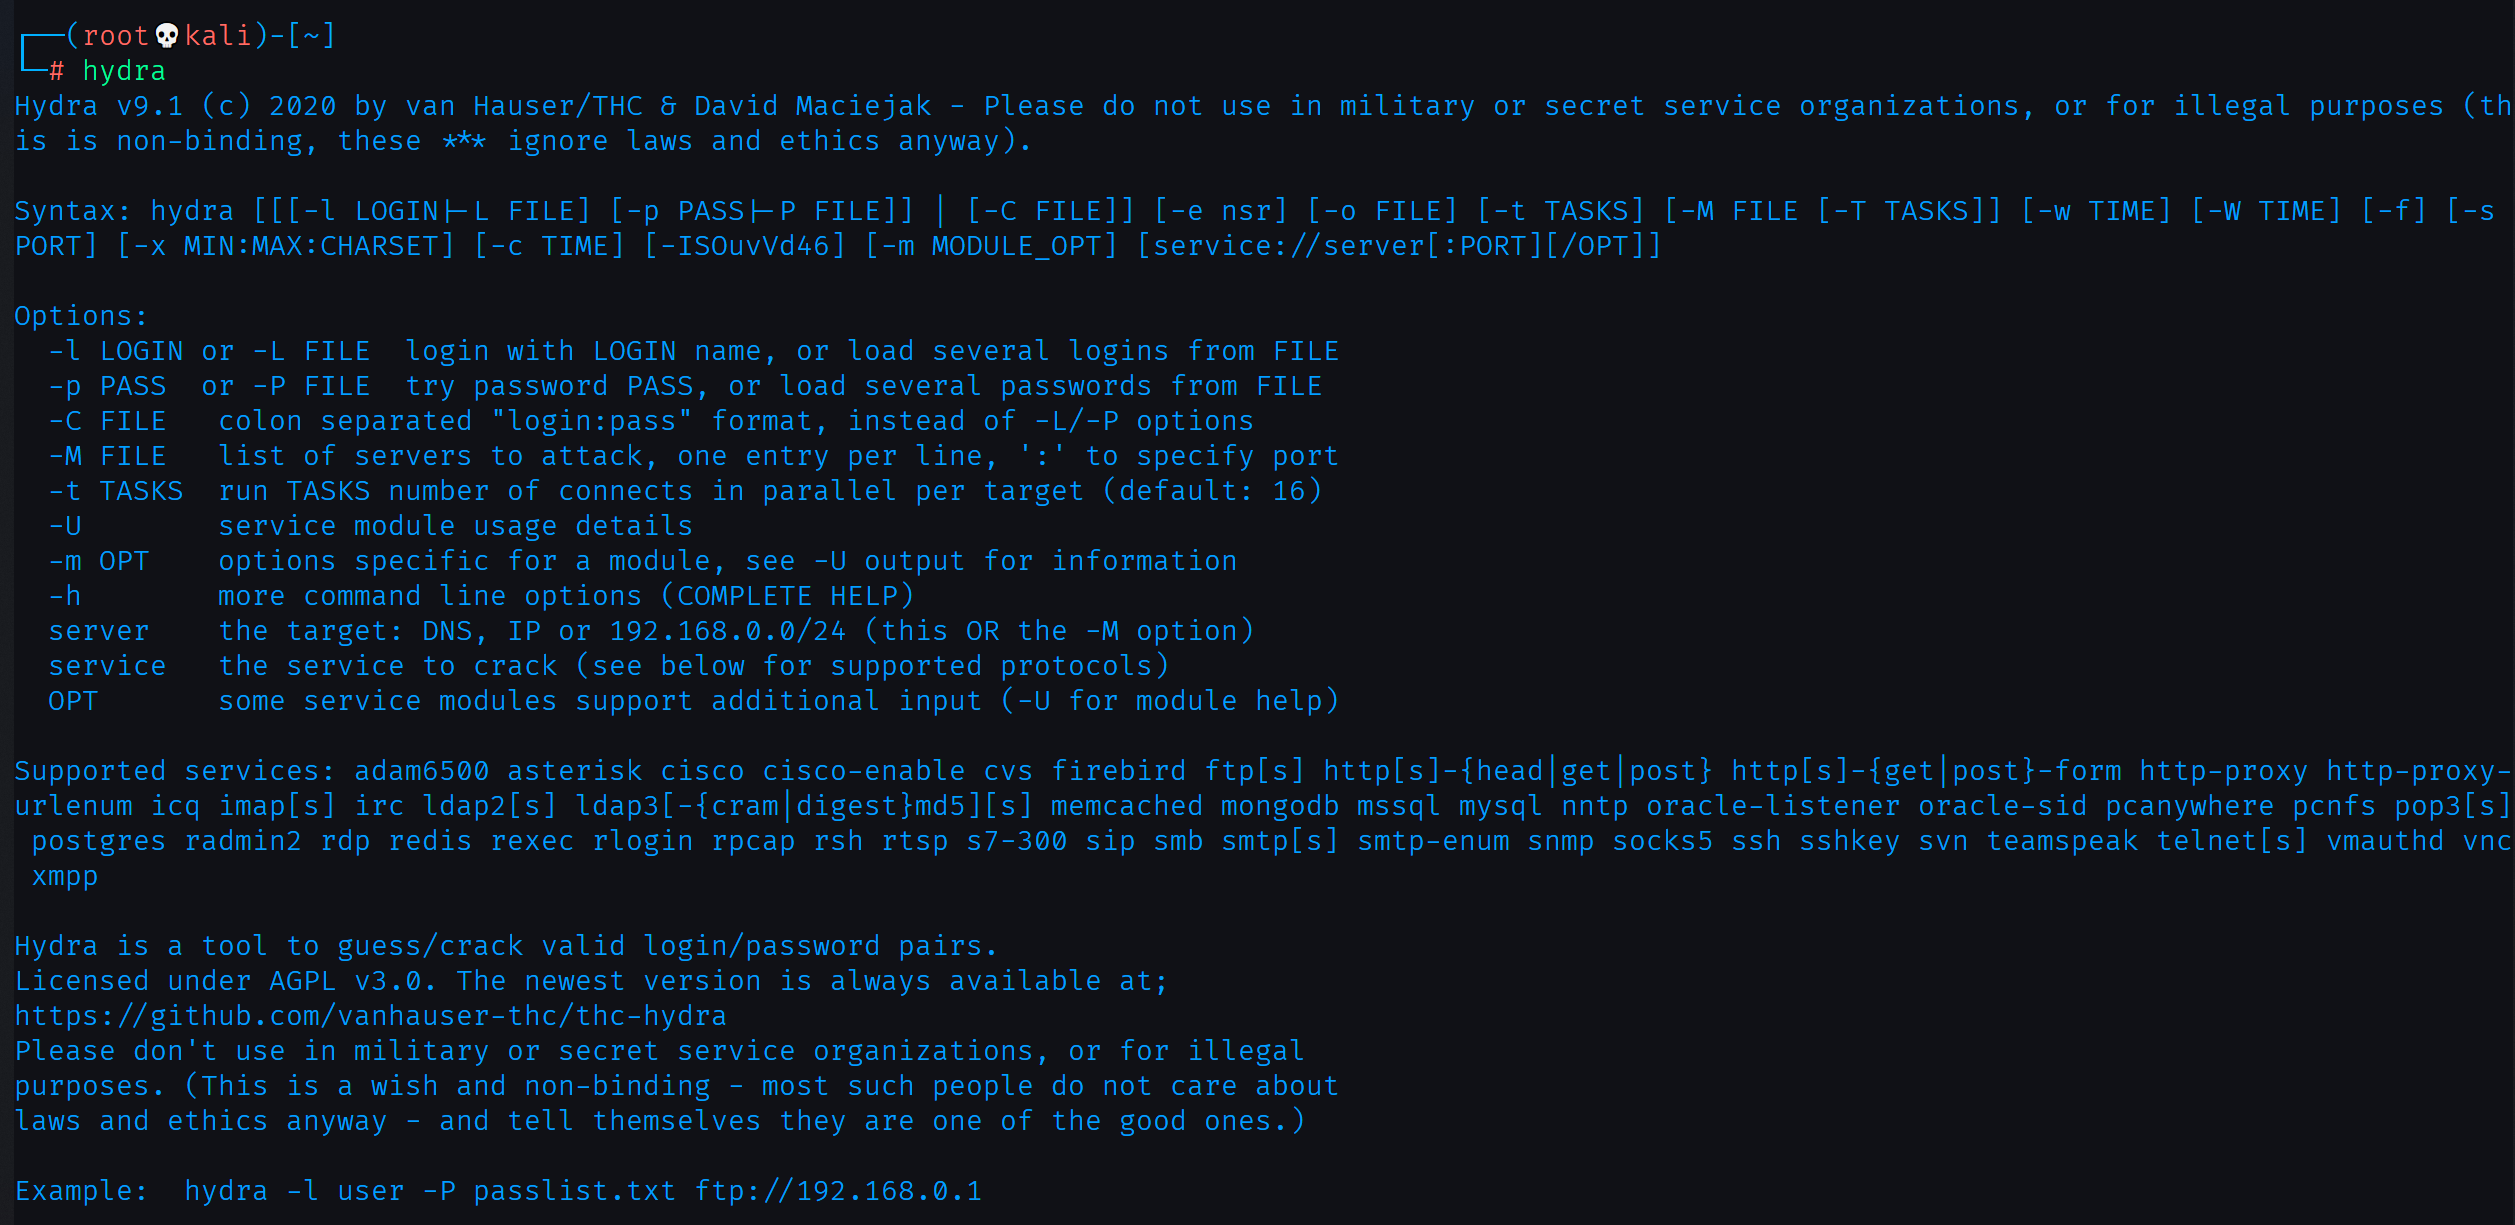 ┌──(root💀kali)-[~]
└─# hydra
Hydra v9.1 (c) 2020 by van Hauser/THC & David Maciejak - Please do not use in military or secret service organizations, or for illegal purposes (th
is is non-binding, these *** ignore laws and ethics anyway).

Syntax: hydra [[[-l LOGIN|-L FILE] [-p PASS|-P FILE]] | [-C FILE]] [-e nsr] [-o FILE] [-t TASKS] [-M FILE [-T TASKS]] [-w TIME] [-W TIME] [-f] [-s
PORT] [-x MIN:MAX:CHARSET] [-c TIME] [-ISOuvVd46] [-m MODULE_OPT] [service://server[:PORT][/OPT]]

Options:
  -l LOGIN or -L FILE  login with LOGIN name, or load several logins from FILE
  -p PASS  or -P FILE  try password PASS, or load several passwords from FILE
  -C FILE   colon separated "login:pass" format, instead of -L/-P options
  -M FILE   list of servers to attack, one entry per line, ':' to specify port
  -t TASKS  run TASKS number of connects in parallel per target (default: 16)
  -U        service module usage details
  -m OPT    options specific for a module, see -U output for information
  -h        more command line options (COMPLETE HELP)
  server    the target: DNS, IP or 192.168.0.0/24 (this OR the -M option)
  service   the service to crack (see below for supported protocols)
  OPT       some service modules support additional input (-U for module help)

Supported services: adam6500 asterisk cisco cisco-enable cvs firebird ftp[s] http[s]-{head|get|post} http[s]-{get|post}-form http-proxy http-proxy-
urlenum icq imap[s] irc ldap2[s] ldap3[-{cram|digest}md5][s] memcached mongodb mssql mysql nntp oracle-listener oracle-sid pcanywhere pcnfs pop3[s]
 postgres radmin2 rdp redis rexec rlogin rpcap rsh rtsp s7-300 sip smb smtp[s] smtp-enum snmp socks5 ssh sshkey svn teamspeak telnet[s] vmauthd vnc
 xmpp

Hydra is a tool to guess/crack valid login/password pairs.
Licensed under AGPL v3.0. The newest version is always available at;
https://github.com/vanhauser-thc/thc-hydra
Please don't use in military or secret service organizations, or for illegal
purposes. (This is a wish and non-binding - most such people do not care about
laws and ethics anyway - and tell themselves they are one of the good ones.)

Example:  hydra -l user -P passlist.txt ftp://192.168.0.1